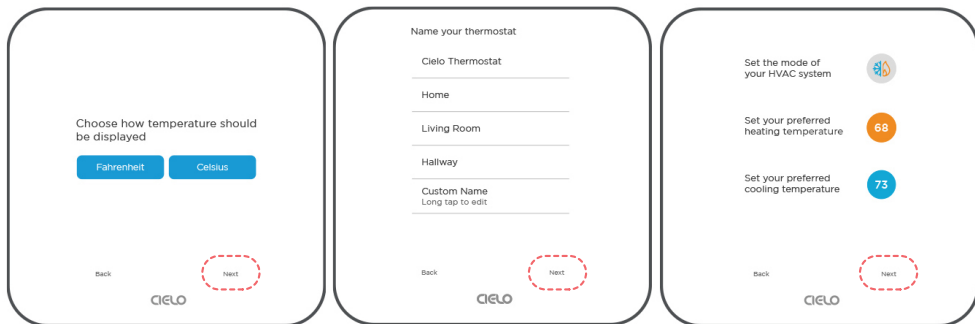 Choose how temperature should
be displayed
Fahrenheit
Celsius
Back
Next
CIELO
Name your thermostat
Cielo Thermostat
Home
Living Room
Hallway
Custom Name
Long tap to edit
Back
Next
CIELO
Set the mode of
your HVAC system
Set your preferred
heating temperature
68
Set your preferred
cooling temperature
73
Back
Next
CIELO